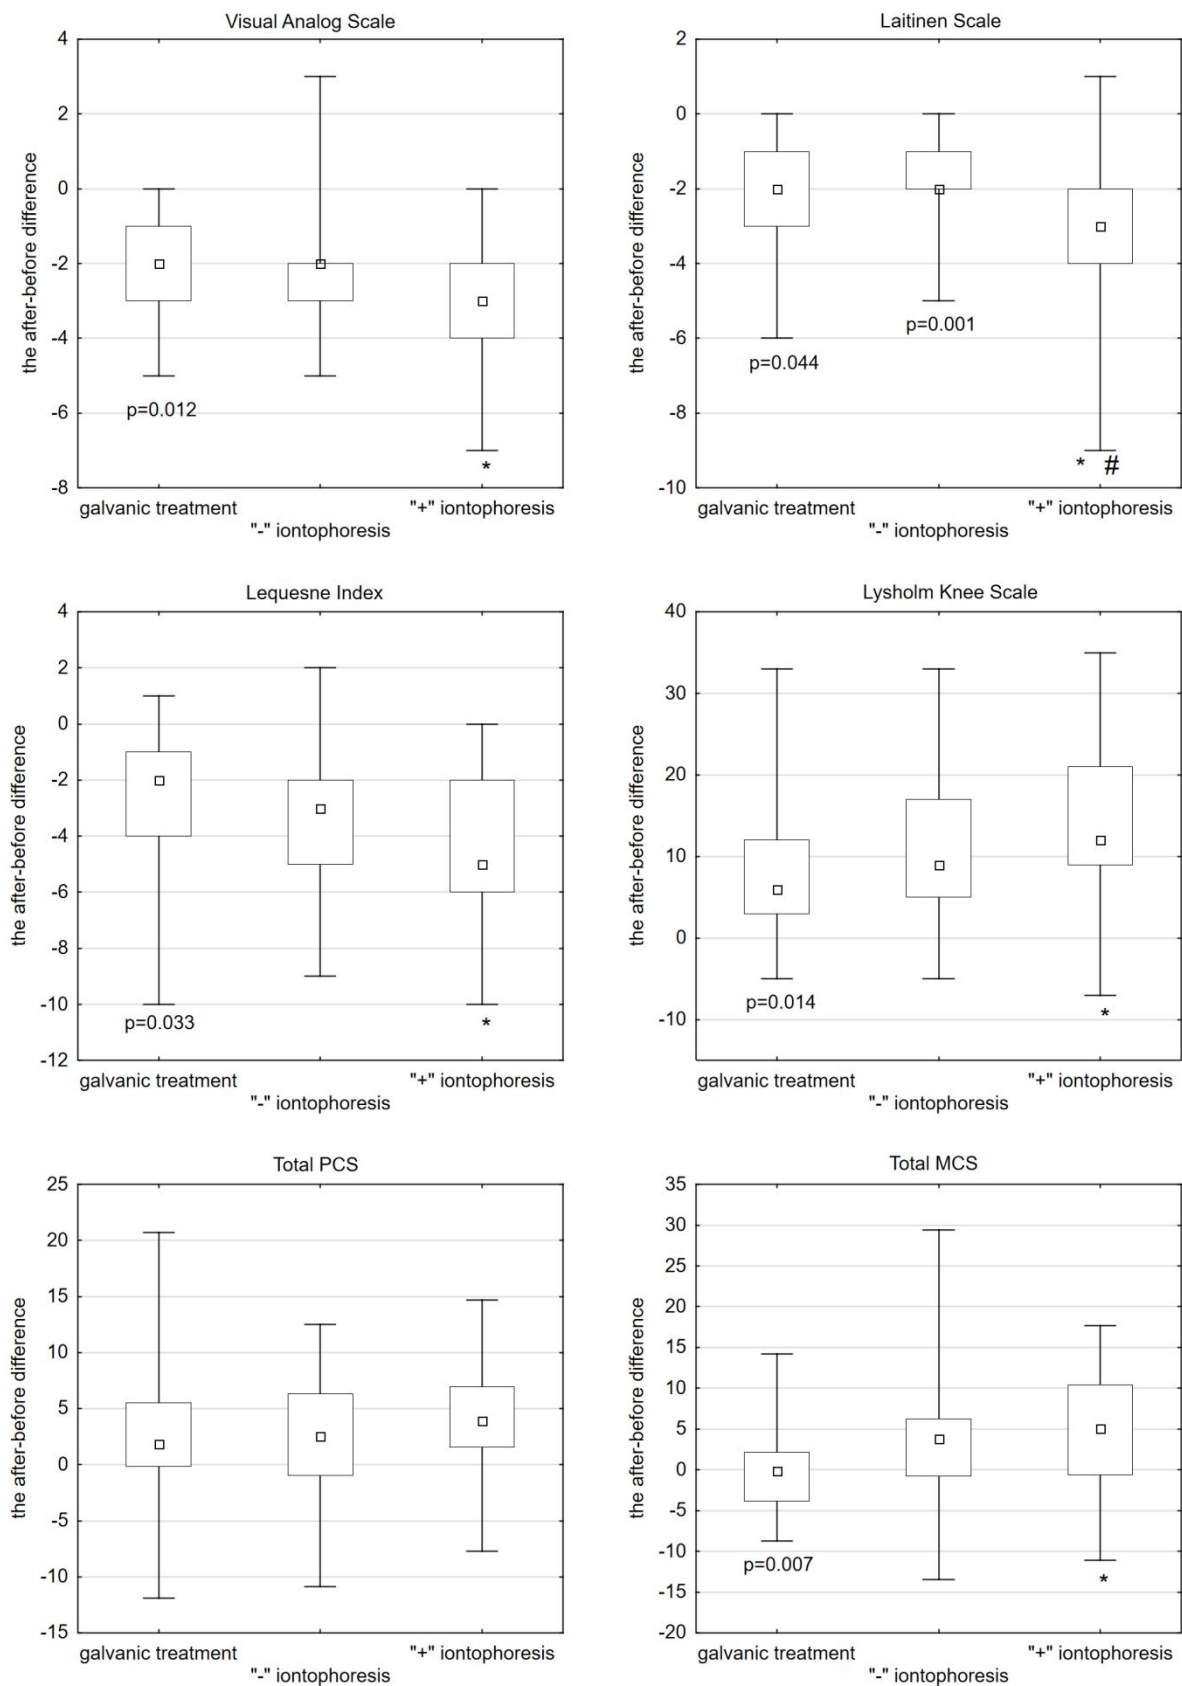 Visual Analog Scale
the after-before difference
4
2
0
-2
-4
-6
-8
p=0.012
*
galvanic treatment
"-" iontophoresis
"+" iontophoresis
Laitinen Scale
the after-before difference
2
0
-2
-4
-6
-8
-10
p=0.044
p=0.001
* #
galvanic treatment
"-" iontophoresis
"+" iontophoresis
Lequesne Index
the after-before difference
4
2
0
-2
-4
-6
-8
-10
-12
p=0.033
*
galvanic treatment
"-" iontophoresis
"+" iontophoresis
Lysholm Knee Scale
the after-before difference
40
30
20
10
0
-10
p=0.014
*
galvanic treatment
"-" iontophoresis
"+" iontophoresis
Total PCS
the after-before difference
25
20
15
10
5
0
-5
-10
-15
galvanic treatment
"-" iontophoresis
"+" iontophoresis
Total MCS
the after-before difference
35
30
25
20
15
10
5
0
-5
-10
-15
-20
p=0.007
*
galvanic treatment
"-" iontophoresis
"+" iontophoresis